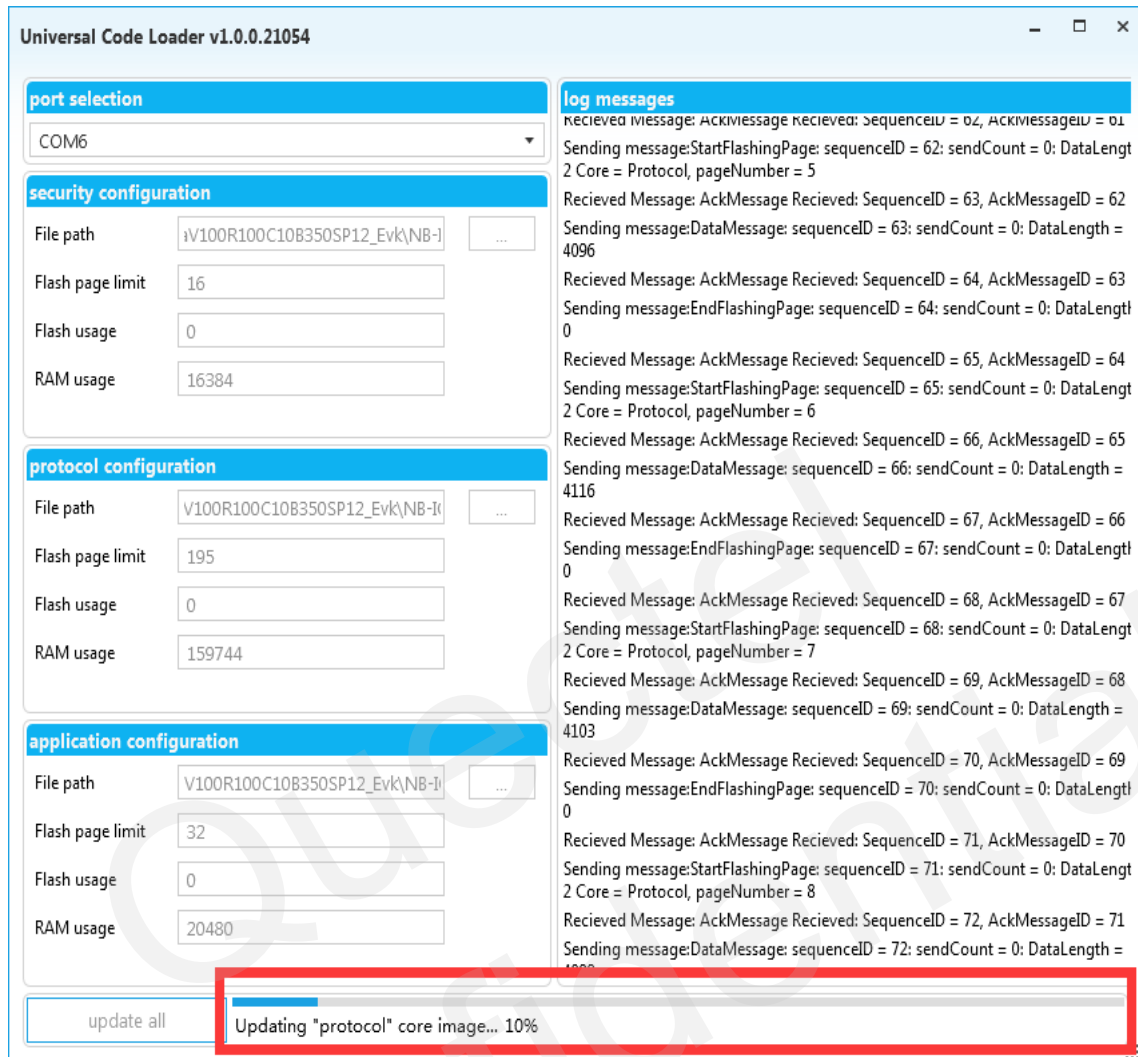 Universal Code Loader v1.0.0.21054
port selection
COM6
security configuration
File path
V100R100C10B350SP12_Evk\NB-I
...
Flash page limit
16
Flash usage
0
RAM usage
16384
protocol configuration
File path
V100R100C10B350SP12_Evk\NB-I
...
Flash page limit
195
Flash usage
0
RAM usage
159744
application configuration
File path
V100R100C10B350SP12_Evk\NB-I
...
Flash page limit
32
Flash usage
0
RAM usage
20480
log messages
Recieved Message: AckMessage Recieved: SequenceID = 62, AckMessageID = 61
Sending message:StartFlashingPage: sequenceID = 62: sendCount = 0: DataLengt
2 Core = Protocol, pageNumber = 5
Recieved Message: AckMessage Recieved: SequenceID = 63, AckMessageID = 62
Sending message:DataMessage: sequenceID = 63: sendCount = 0: DataLength =
4096
Recieved Message: AckMessage Recieved: SequenceID = 64, AckMessageID = 63
Sending message:EndFlashingPage: sequenceID = 64: sendCount = 0: DataLength
0
Recieved Message: AckMessage Recieved: SequenceID = 65, AckMessageID = 64
Sending message:StartFlashingPage: sequenceID = 65: sendCount = 0: DataLengt
2 Core = Protocol, pageNumber = 6
Recieved Message: AckMessage Recieved: SequenceID = 66, AckMessageID = 65
Sending message:DataMessage: sequenceID = 66: sendCount = 0: DataLength =
4116
Recieved Message: AckMessage Recieved: SequenceID = 67, AckMessageID = 66
Sending message:EndFlashingPage: sequenceID = 67: sendCount = 0: DataLength
0
Recieved Message: AckMessage Recieved: SequenceID = 68, AckMessageID = 67
Sending message:StartFlashingPage: sequenceID = 68: sendCount = 0: DataLengt
2 Core = Protocol, pageNumber = 7
Recieved Message: AckMessage Recieved: SequenceID = 69, AckMessageID = 68
Sending message:DataMessage: sequenceID = 69: sendCount = 0: DataLength =
4103
Recieved Message: AckMessage Recieved: SequenceID = 70, AckMessageID = 69
Sending message:EndFlashingPage: sequenceID = 70: sendCount = 0: DataLength
0
Recieved Message: AckMessage Recieved: SequenceID = 71, AckMessageID = 70
Sending message:StartFlashingPage: sequenceID = 71: sendCount = 0: DataLengt
2 Core = Protocol, pageNumber = 8
Recieved Message: AckMessage Recieved: SequenceID = 72, AckMessageID = 71
Sending message:DataMessage: sequenceID = 72: sendCount = 0: DataLength =
update all
Updating "protocol" core image... 10%
Quectel
fidentia